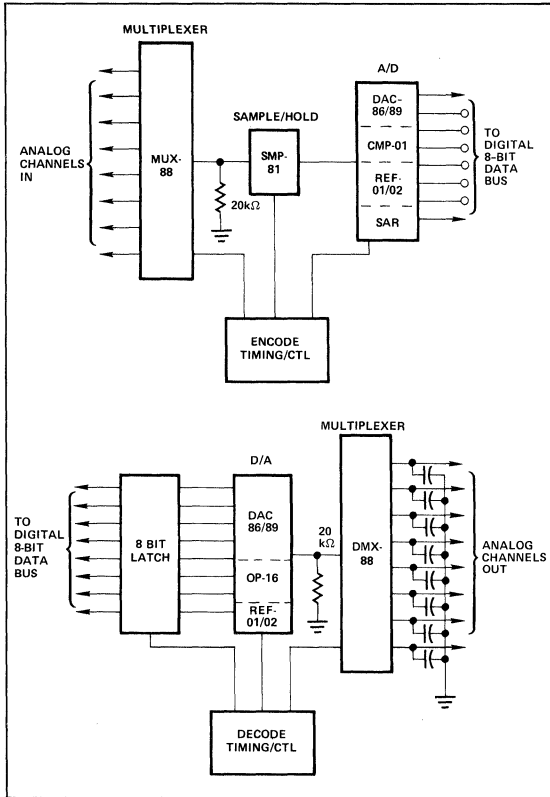 MULTIPLEXER
A/D
SAMPLE/HOLD
ANALOG
CHANNELS
IN
MUX-
88
SMP-
81
20kΩ
DAC-
86/89
CMP-01
REF-
01/02
SAR
TO
DIGITAL
8-BIT
DATA
BUS
ENCODE
TIMING/CTL
MULTIPLEXER
D/A
TO
DIGITAL
8-BIT
DATA
BUS
8 BIT
LATCH
DAC
86/89
OP-16
REF-
01/02
20
kΩ
DMX-
88
ANALOG
CHANNELS
OUT
DECODE
TIMING/CTL